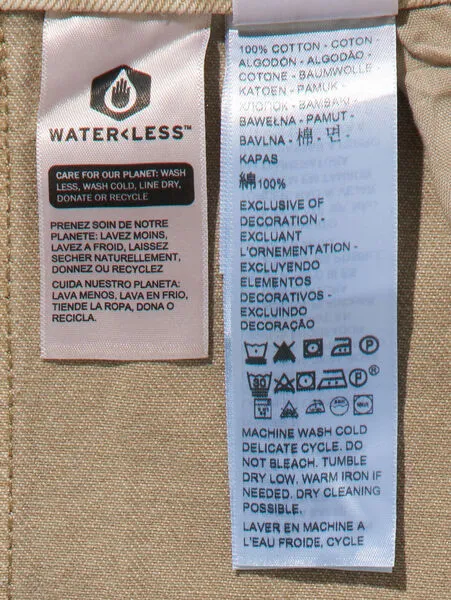 WATER<LESS™
CARE FOR OUR PLANET: WASH
LESS, WASH COLD, LINE DRY,
DONATE OR RECYCLE
PRENEZ SOIN DE NOTRE
PLANETE: LAVEZ MOINS,
LAVEZ A FROID, LAISSEZ
SECHER NATURELLEMENT,
DONNEZ OU RECYCLEZ
CUIDA NUESTRO PLANETA:
LAVA MENOS, LAVA EN FRIO,
TIENDE LA ROPA, DONA O
RECICLA.
100% COTTON - COTON -
ALGODÓN - ALGODÃO -
COTONE - BAUMWOLLE -
KATOEN - PAMUK -
ХЛОПОК - ΒΑΜΒΑΚΙ -
BAWEŁNA - PAMUT -
BAVLNA - 棉 - 면 -
KAPAS
綿100%
EXCLUSIVE OF
DECORATION -
EXCLUANT
L'ORNEMENTATION -
EXCLUYENDO
ELEMENTOS
DECORATIVOS -
EXCLUINDO
DECORAÇÃO
P
30 P ®
MACHINE WASH COLD
DELICATE CYCLE. DO
NOT BLEACH. TUMBLE
DRY LOW. WARM IRON IF
NEEDED. DRY CLEANING
POSSIBLE.
LAVER EN MACHINE A
L'EAU FROIDE, CYCLE